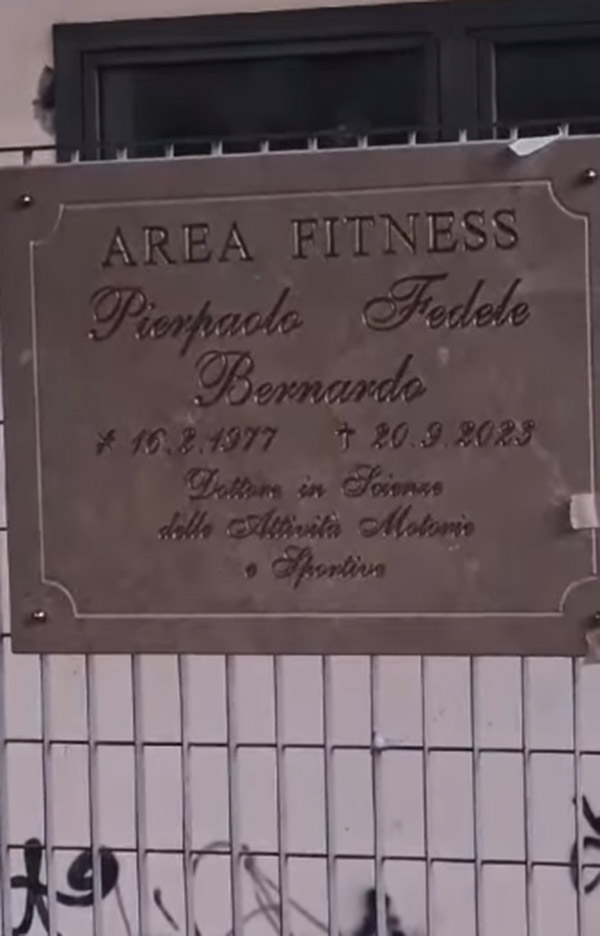 AREA FITNESS
Pierpaolo Fedele
Bernardo
* 16.2.1977 † 20.9.2023
Dottore in Scienze
delle Attività Motorie
e Sportive